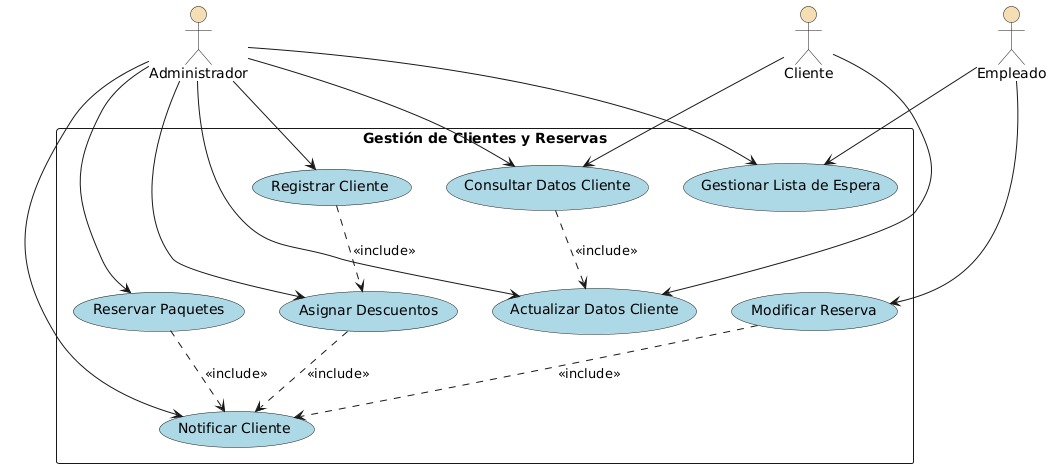 Administrador
Cliente
Empleado
Gestión de Clientes y Reservas
Registrar Cliente
Consultar Datos Cliente
Gestionar Lista de Espera
«include»
«include»
Reservar Paquetes
Asignar Descuentos
Actualizar Datos Cliente
Modificar Reserva
«include»
«include»
«include»
Notificar Cliente